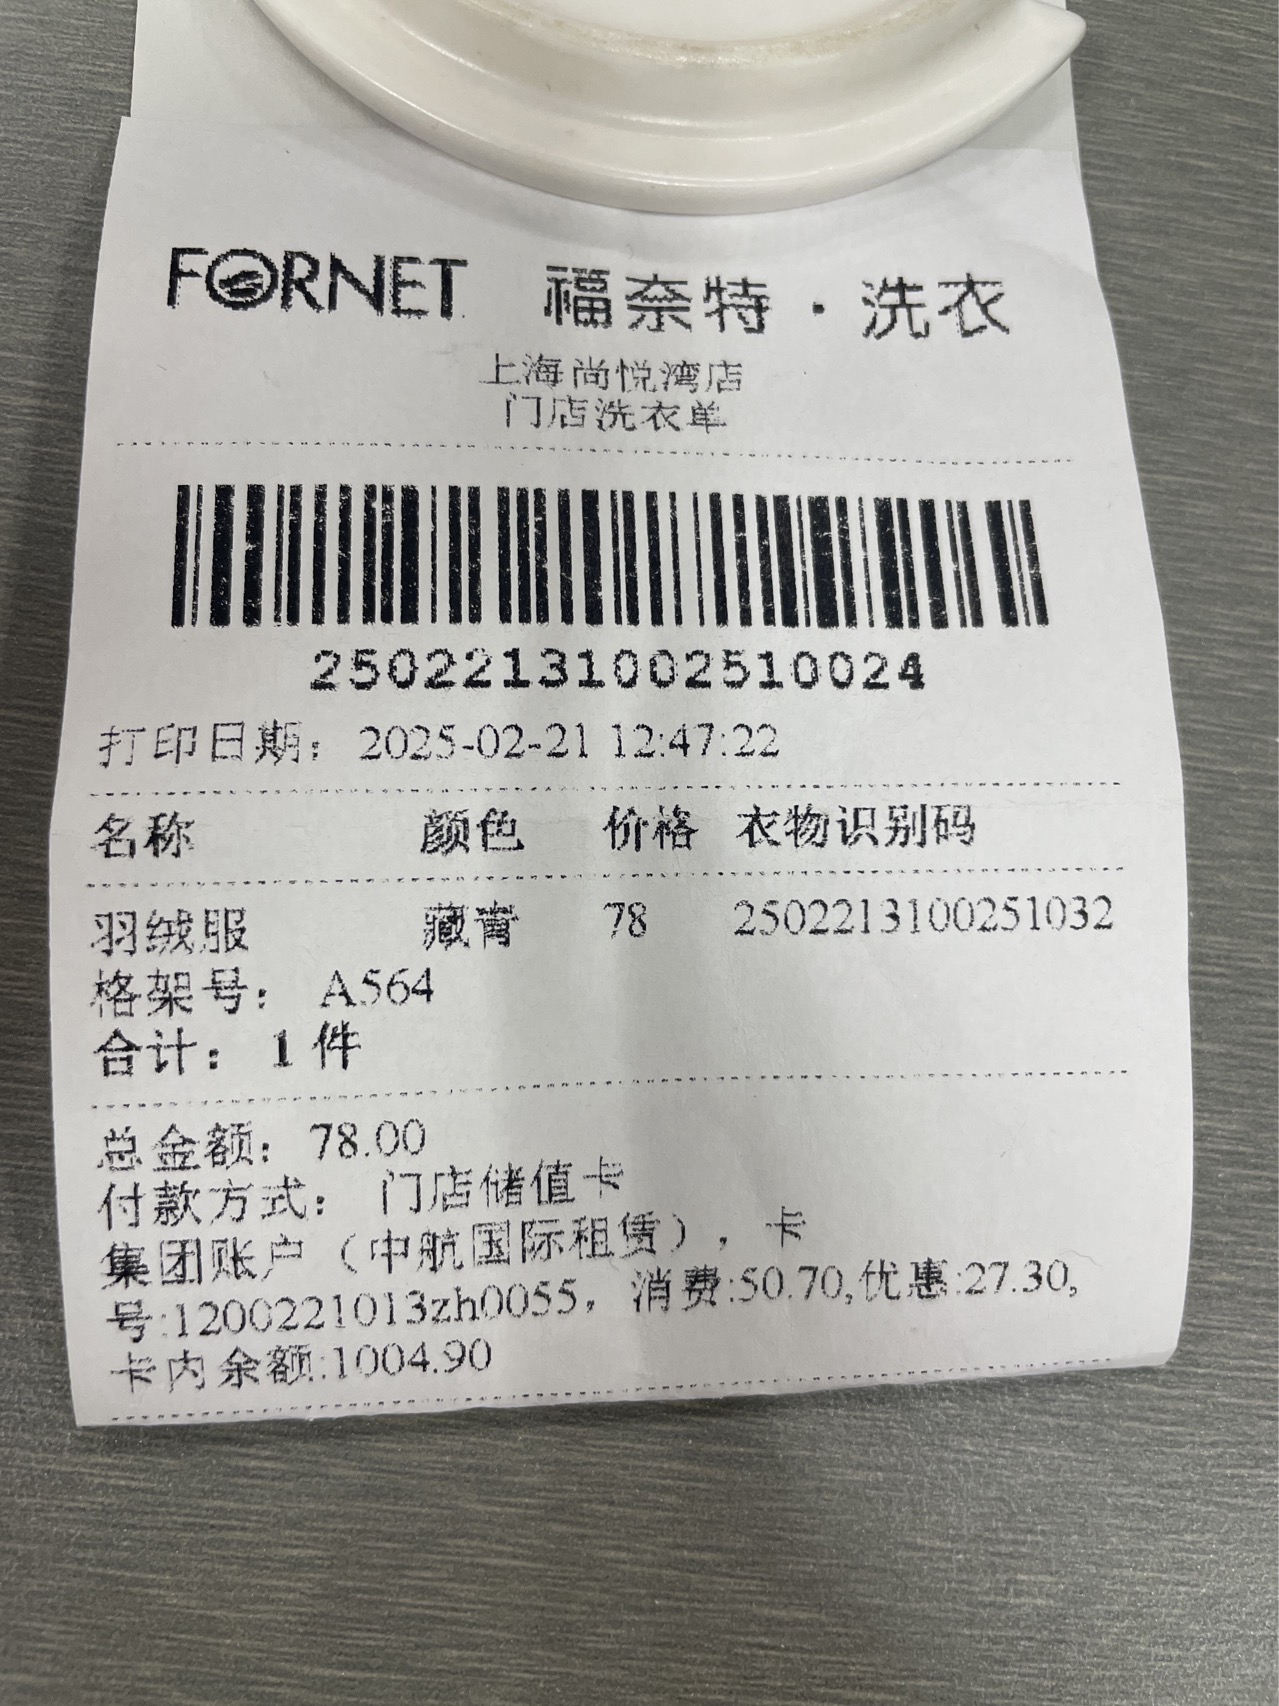 FORNET 福奈特·洗衣
上海尚悦湾店
门店洗衣单
25022131002510024
打印日期： 2025-02-21 12:47:22
名称 颜色 价格 衣物识别码
羽绒服 藏青 78 2502213100251032
格架号： A564
合计： 1 件
总金额： 78.00
付款方式： 门店储值卡
集团账户（中航国际租赁），卡
号:1200221013zh0055，消费:50.70,优惠:27.30,
卡内余额:1004.90